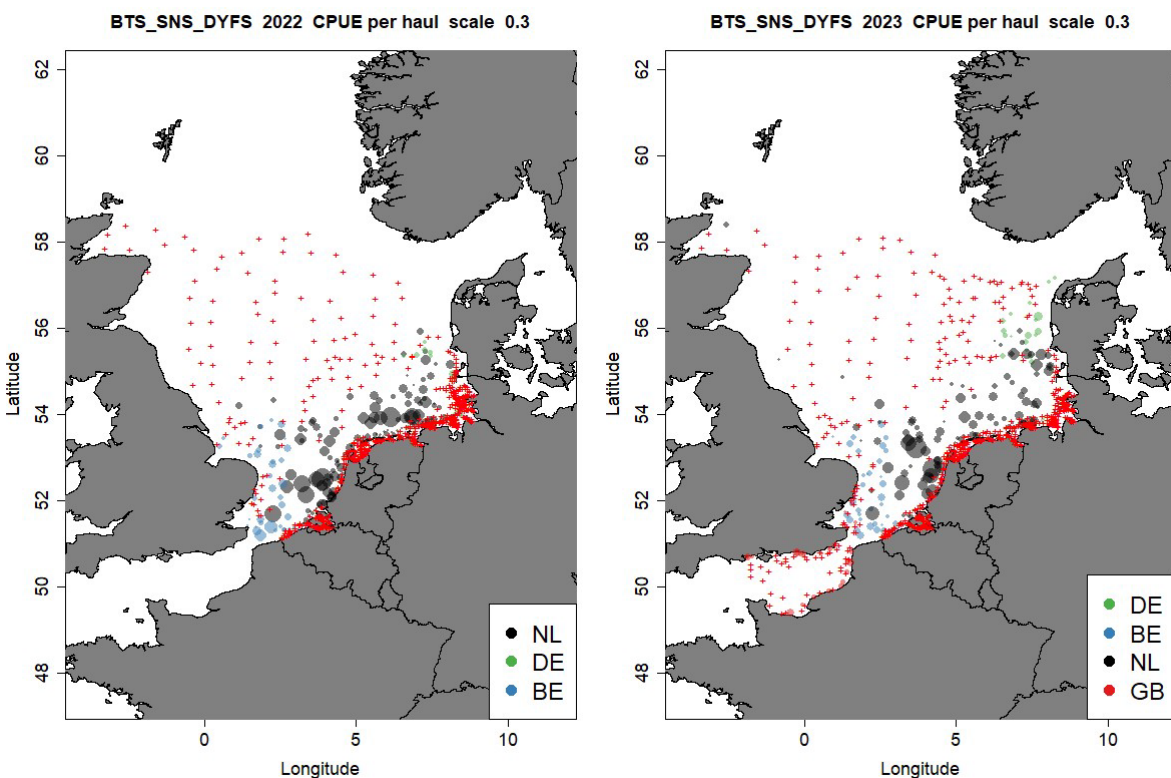 BTS_SNS_DYFS 2022 CPUE per haul scale 0.3
62
60
58
56
54
52
50
48
Latitude
0
5
10
Longitude
NL
DE
BE
BTS_SNS_DYFS 2023 CPUE per haul scale 0.3
62
60
58
56
54
52
50
48
Latitude
0
5
10
Longitude
DE
BE
NL
GB